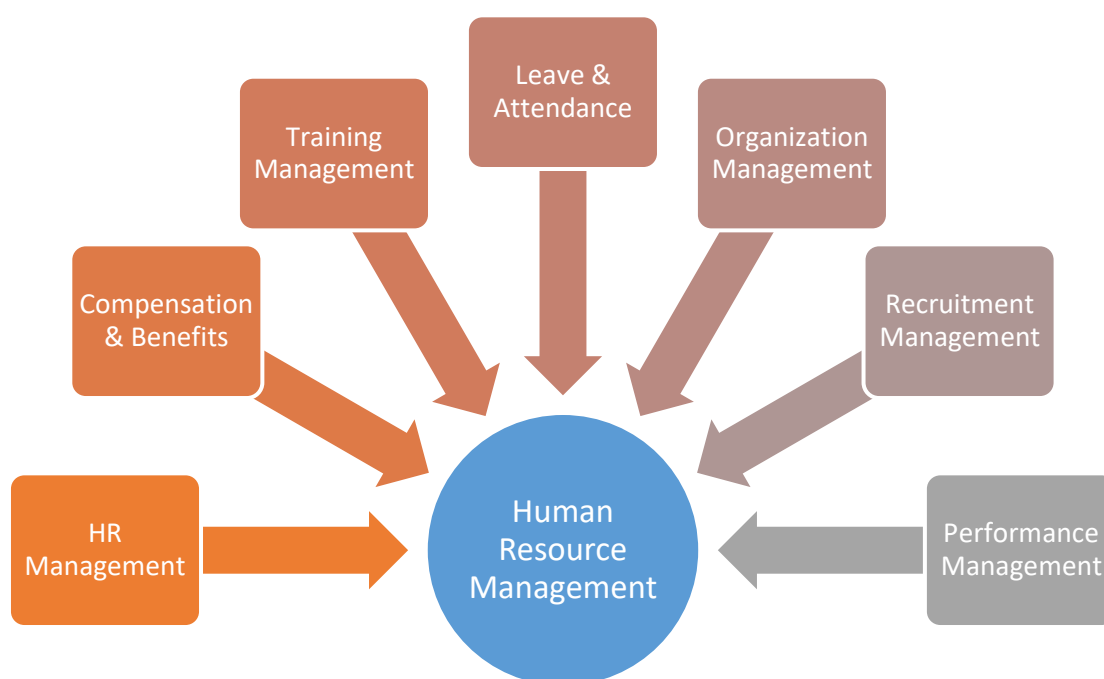 Leave &
Attendance
Training
Management
Organization
Management
Compensation
& Benefits
Recruitment
Management
HR
Management
Human
Resource
Management
Performance
Management